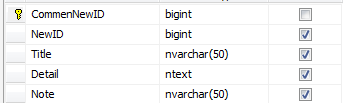 CommenNewID bigint
NewID bigint
Title nvarchar(50)
Detail ntext
Note nvarchar(50)